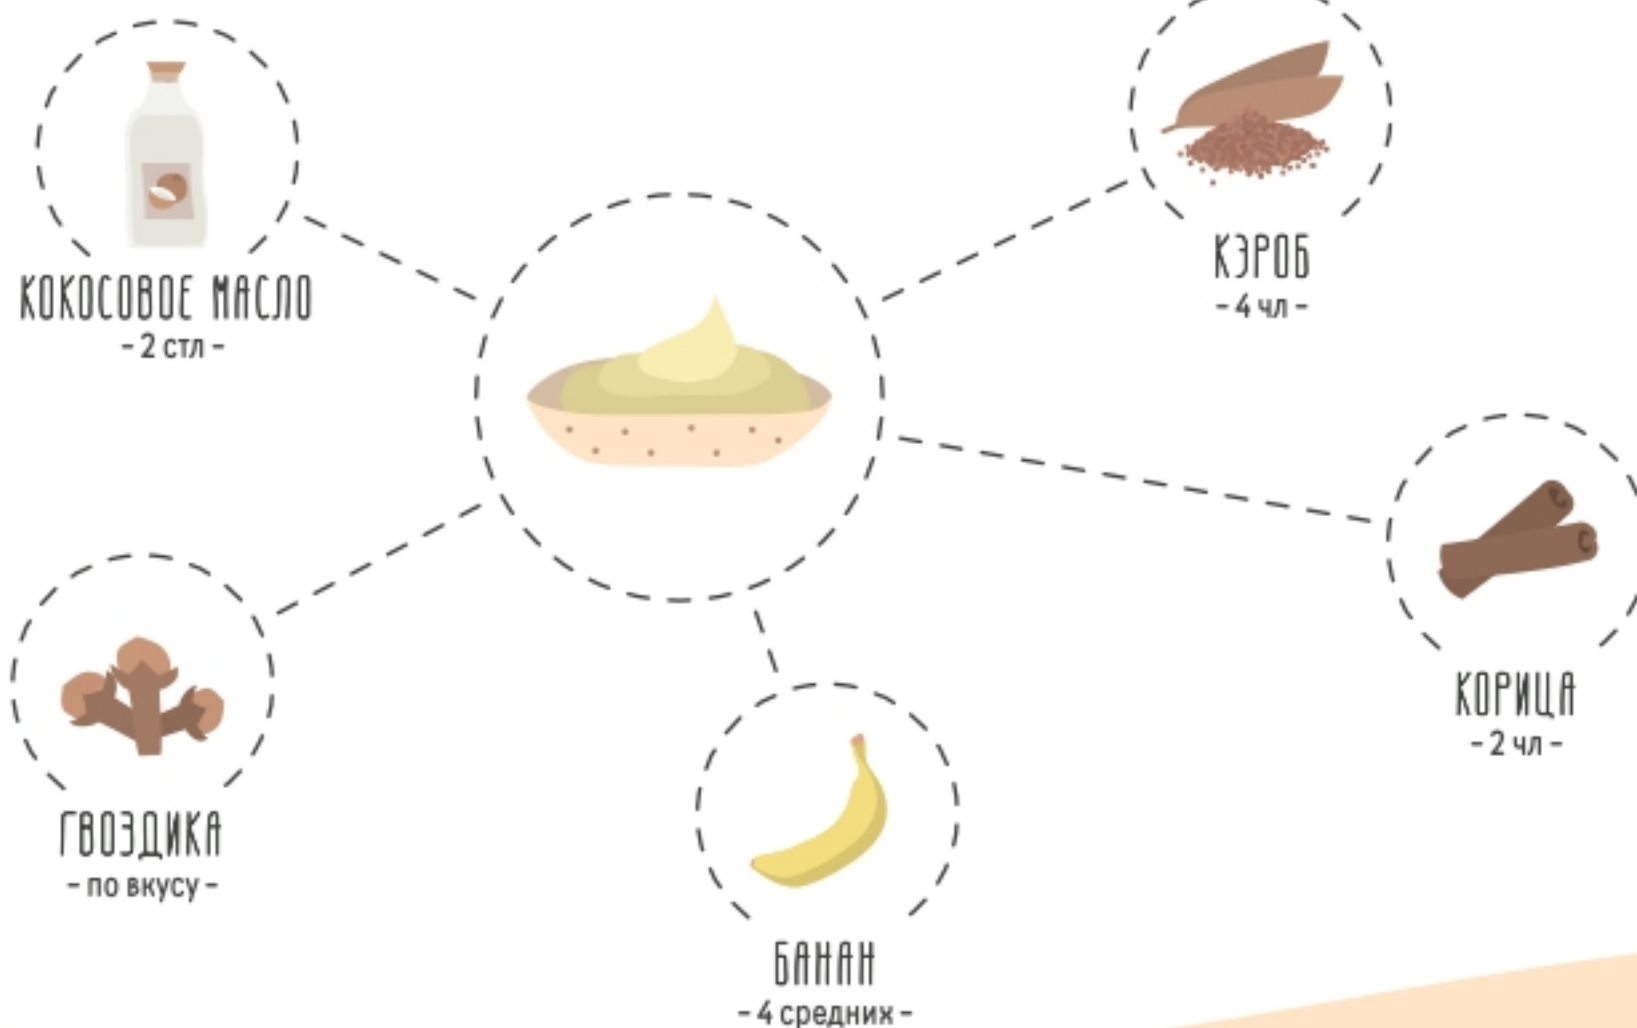 КЭРОБ
- 4 чл -
КОКОСОВОЕ МАСЛО
- 2 стл -
КОРИЦА
- 2 чл -
ГВОЗДИКА
- по вкусу -
БАНАН
- 4 средних -